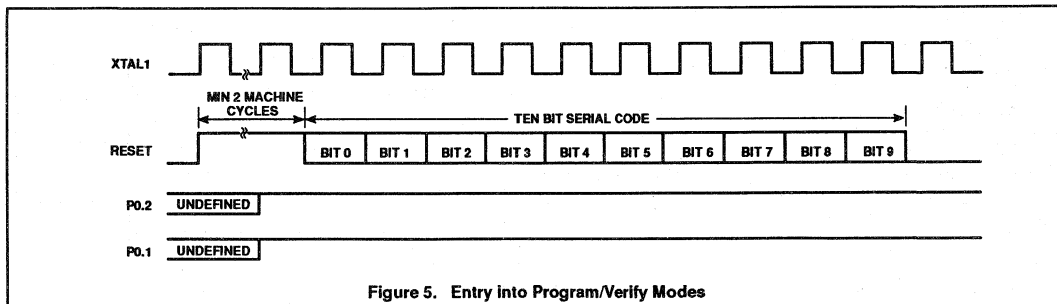 XTAL1
MIN 2 MACHINE
CYCLES
TEN BIT SERIAL CODE
RESET
BIT 0 BIT 1 BIT 2 BIT 3 BIT 4 BIT 5 BIT 6 BIT 7 BIT 8 BIT 9
P0.2 UNDEFINED
P0.1 UNDEFINED
Figure 5. Entry into Program/Verify Modes